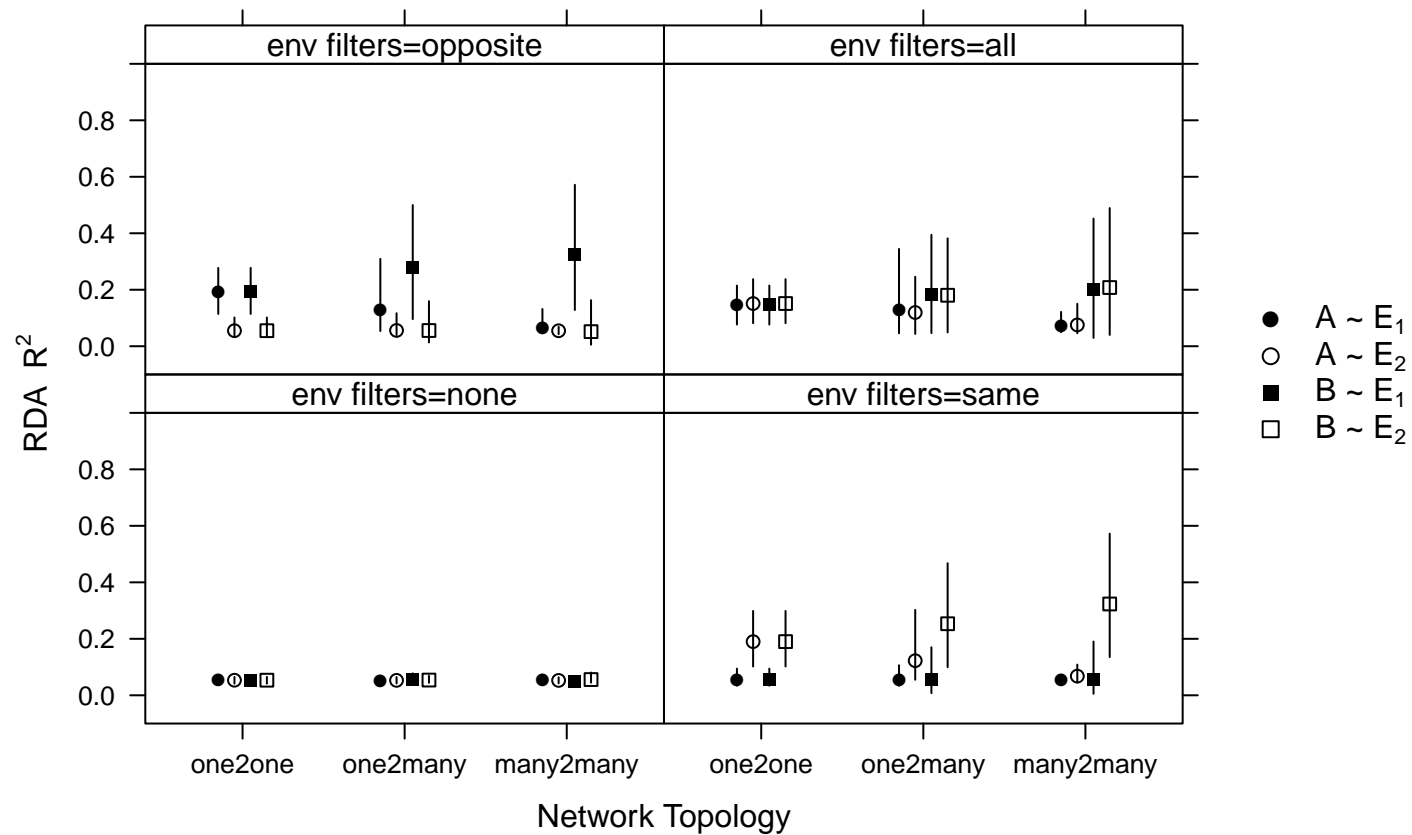 env filters=opposite
env filters=all
0.8
0.6
0.4
0.2
0.0
env filters=none
env filters=same
0.8
0.6
0.4
0.2
0.0
RDA R²
one2one
one2many
many2many
one2one
one2many
many2many
Network Topology
A ~ E₁
A ~ E₂
B ~ E₁
B ~ E₂